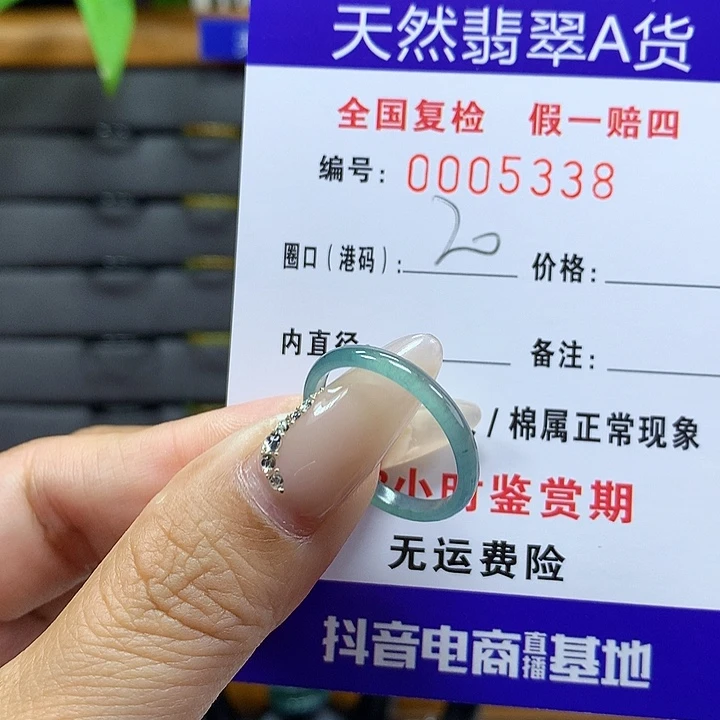 天然翡翠A货
全国复检 假一赔四
编号: 0005338
圈口(港码): 20 价格:
内直径 备注:
/棉属正常现象
小时鉴赏期
无运费险
抖音电商直播基地